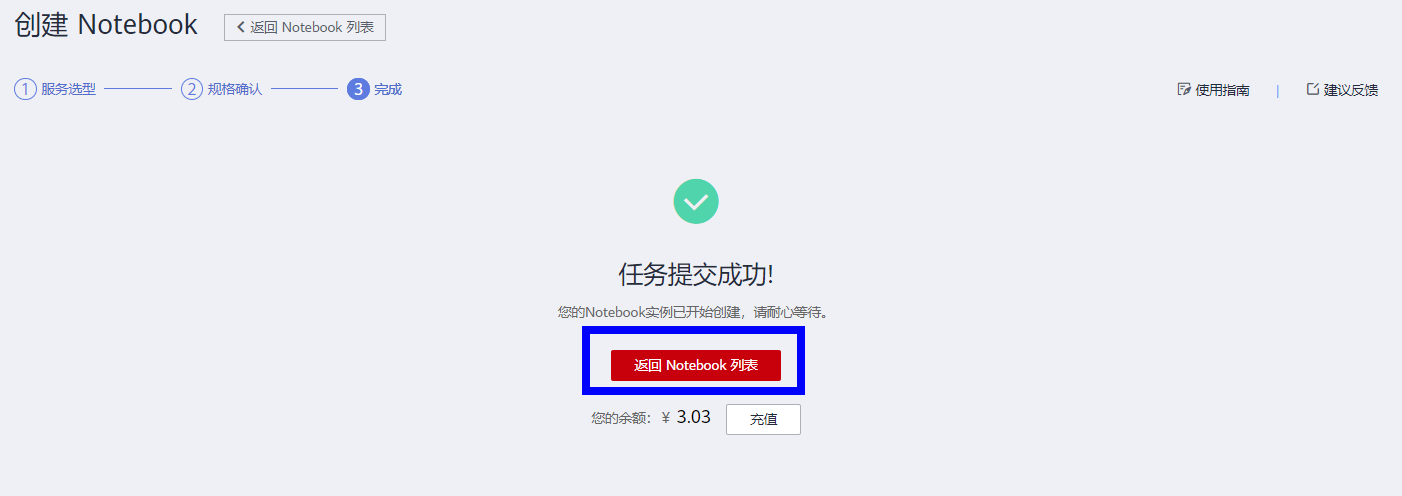 创建 Notebook
返回 Notebook 列表
1 服务选型 2 规格确认 3 完成
使用指南 | 建议反馈
任务提交成功!
您的Notebook实例已开始创建，请耐心等待。
返回 Notebook 列表
您的余额：¥ 3.03 充值